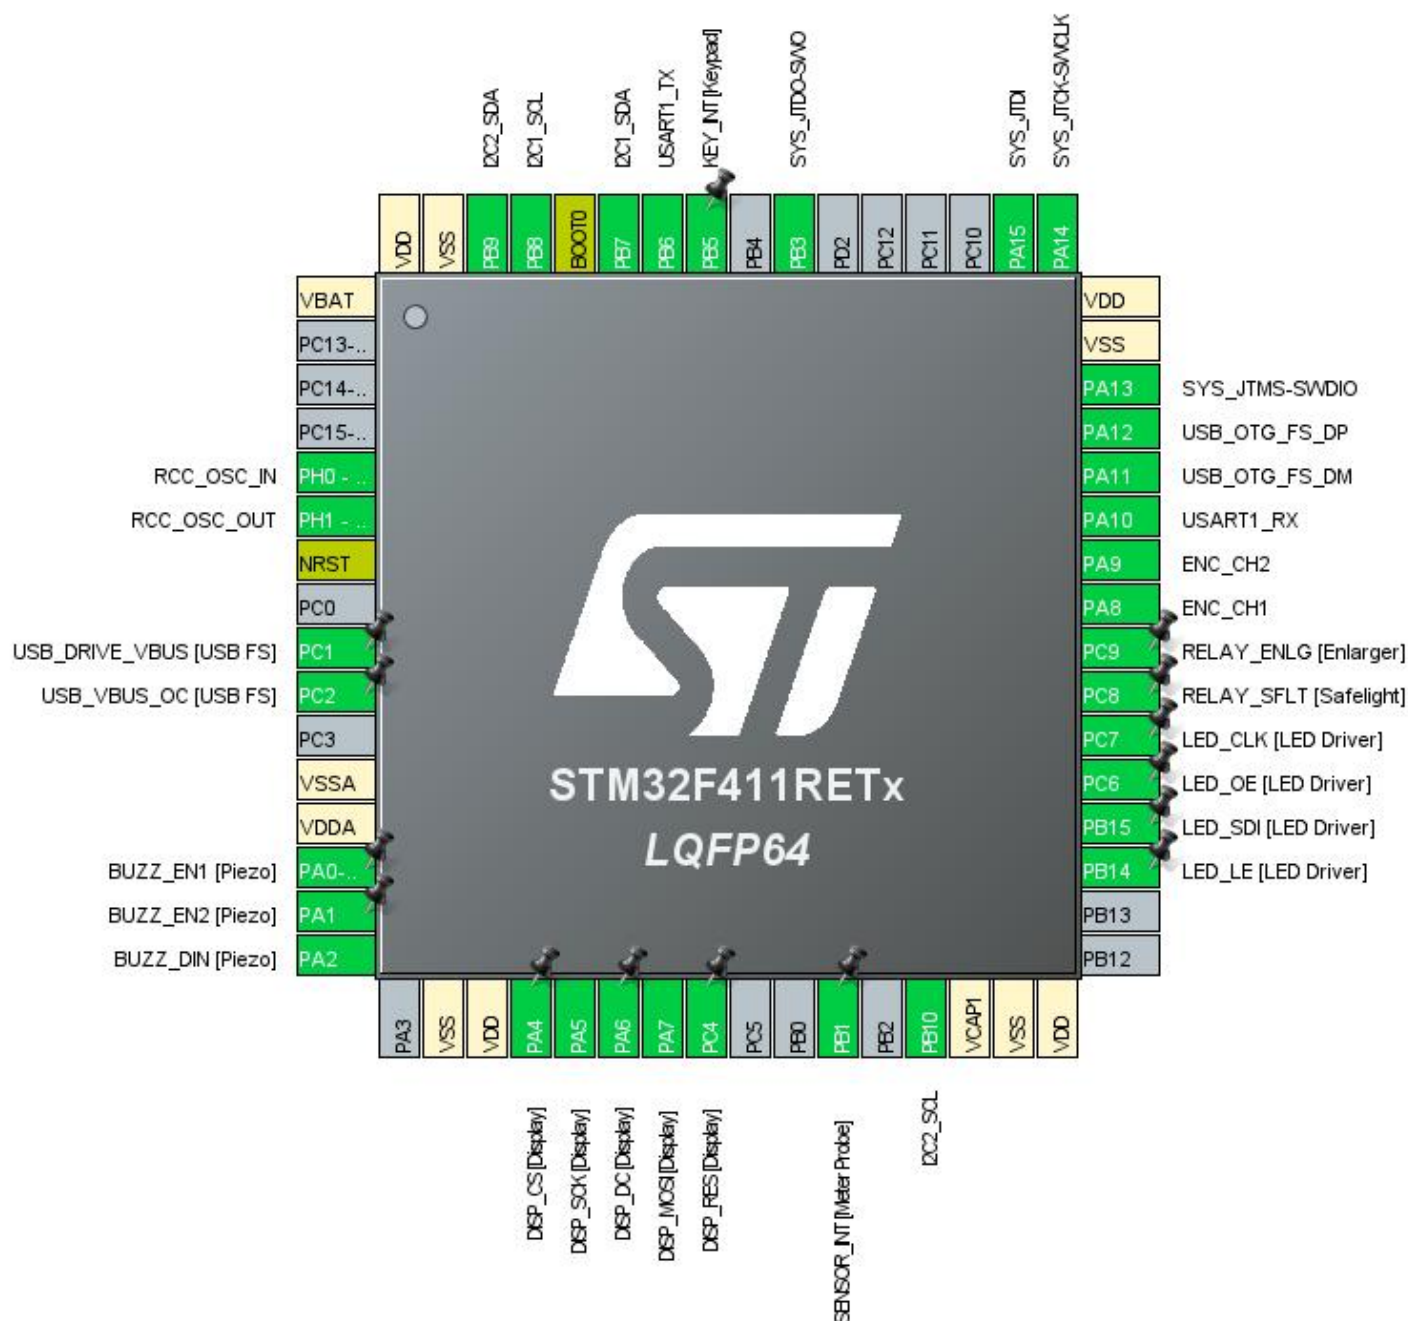 I2C2_SDA
I2C1_SCL
I2C1_SDA
USART1_TX
KEY_INT [Keypad]
SYS_JTDO-SWO
SYS_JTDI
SYS_JTCK-SWCLK
VDD
VSS
PB9
PB8
BOOT0
PB7
PB6
PB5
PB4
PB3
PD2
PC12
PC11
PC10
PA15
PA14
VBAT
PC13-..
PC14-..
PC15-..
RCC_OSC_IN PH0 - ..
RCC_OSC_OUT PH1 - ..
NRST
PC0
USB_DRIVE_VBUS [USB FS] PC1
USB_VBUS_OC [USB FS] PC2
PC3
VSSA
VDDA
BUZZ_EN1 [Piezo] PA0-..
BUZZ_EN2 [Piezo] PA1
BUZZ_DIN [Piezo] PA2
ST
STM32F411RETx
LQFP64
VDD
VSS
PA13 SYS_JTMS-SWDIO
PA12 USB_OTG_FS_DP
PA11 USB_OTG_FS_DM
PA10 USART1_RX
PA9 ENC_CH2
PA8 ENC_CH1
PC9 RELAY_ENLG [Enlarger]
PC8 RELAY_SFLT [Safelight]
PC7 LED_CLK [LED Driver]
PC6 LED_OE [LED Driver]
PB15 LED_SDI [LED Driver]
PB14 LED_LE [LED Driver]
PB13
PB12
PA3
VSS
VDD
PA4
PA5
PA6
PA7
PC4
PC5
PB0
PB1
PB2
PB10
VCAP1
VSS
VDD
DISP_CS [Display]
DISP_SCK [Display]
DISP_DC [Display]
DISP_MOSI [Display]
DISP_RES [Display]
SENSOR_INT [Meter Probe]
I2C2_SCL